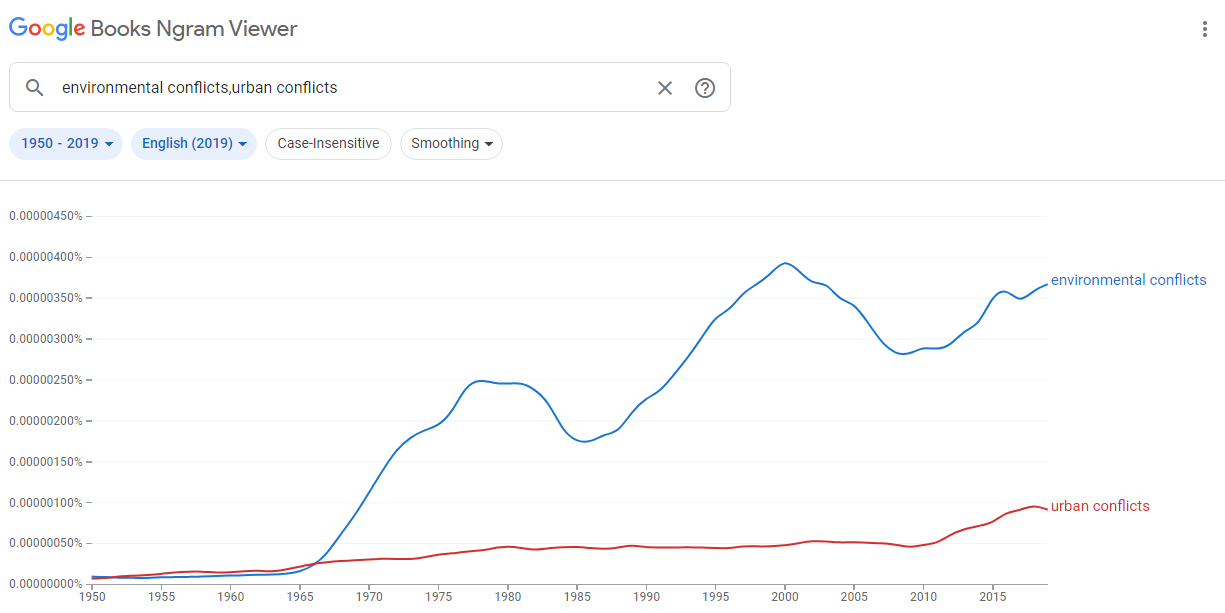 Google Books Ngram Viewer
environmental conflicts,urban conflicts
1950 - 2019 English (2019) Case-Insensitive Smoothing
0.00000450%
0.00000400%
0.00000350%
environmental conflicts
0.00000300%
0.00000250%
0.00000200%
0.00000150%
0.00000100%
urban conflicts
0.00000050%
0.00000000%
1950 1955 1960 1965 1970 1975 1980 1985 1990 1995 2000 2005 2010 2015